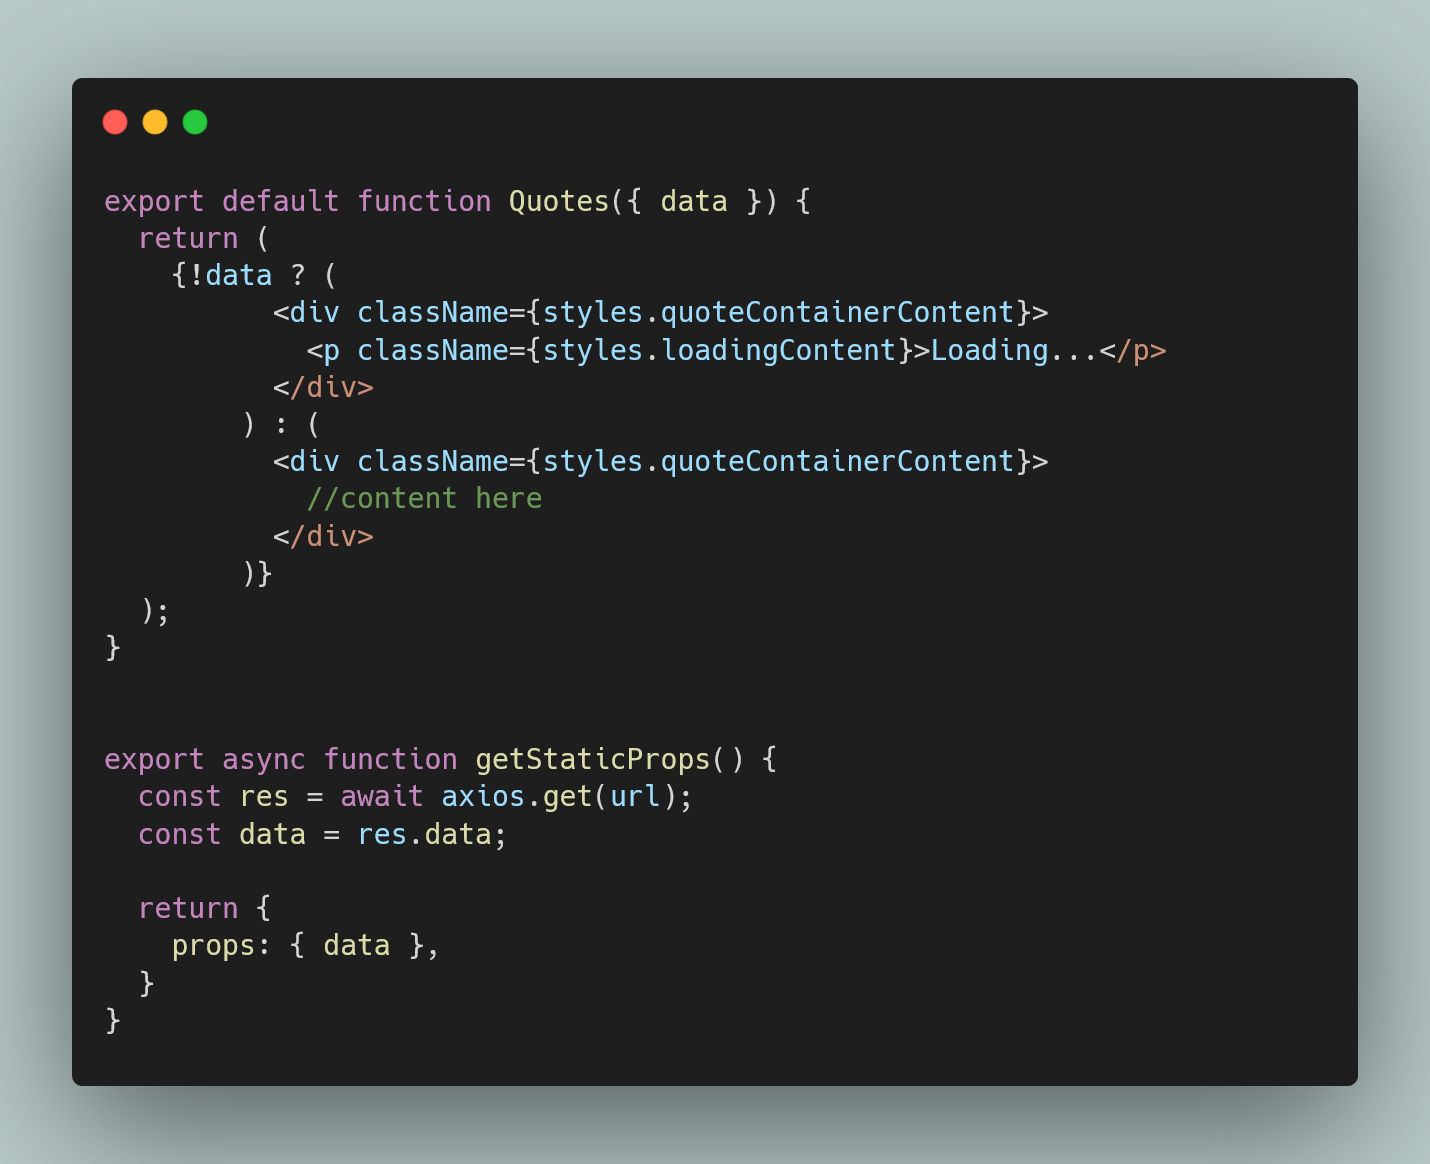 export default function Quotes({ data }) {
  return (
    {!data ? (
          <div className={styles.quoteContainerContent}>
            <p className={styles.loadingContent}>Loading...</p>
          </div>
        ) : (
          <div className={styles.quoteContainerContent}>
            //content here
          </div>
        )}
  );
}


export async function getStaticProps() {
  const res = await axios.get(url);
  const data = res.data;

  return {
    props: { data },
  }
}